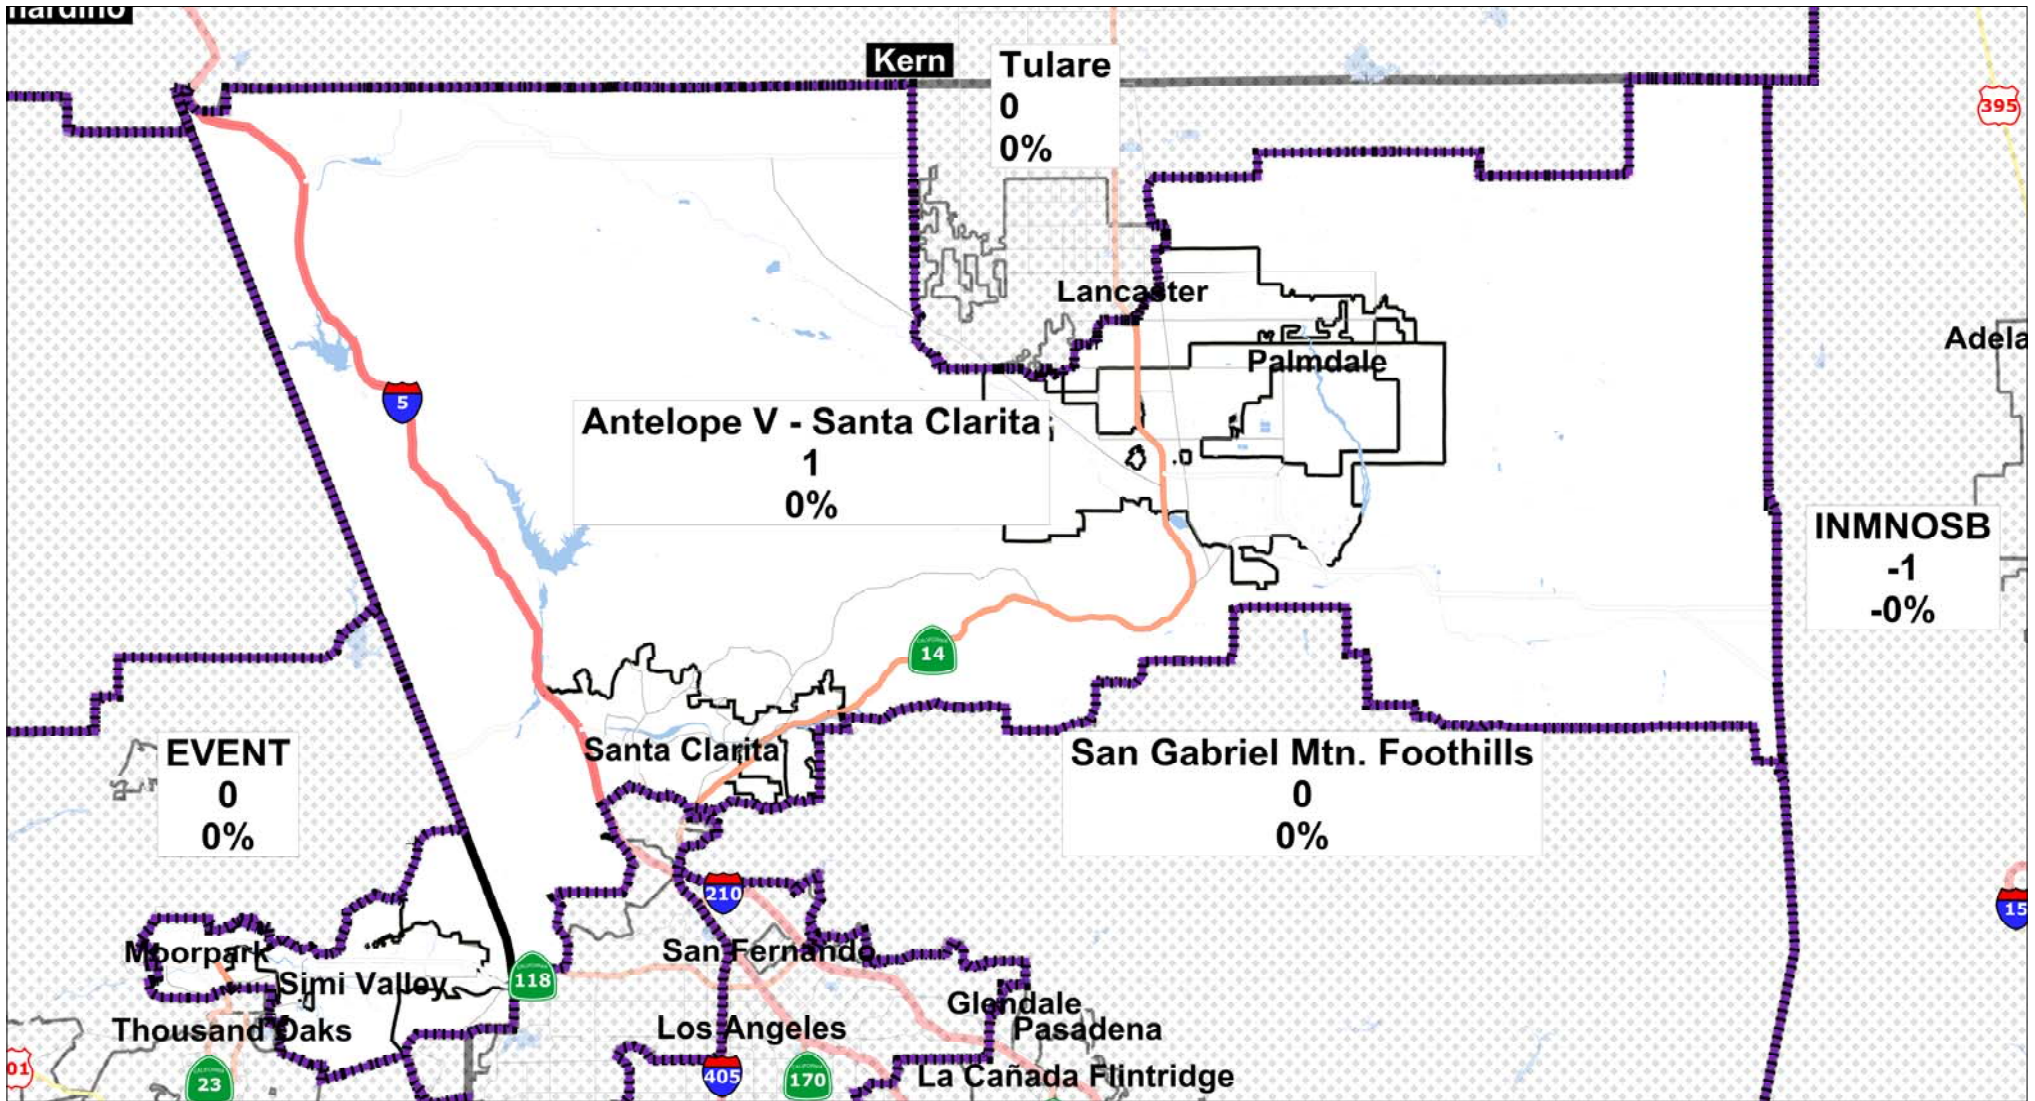 Kern
Tulare
0
0%
395
Lancaster
Adela
Palmdale
5
Antelope V - Santa Clarita
1
0%
INMNOSB
-1
-0%
14
Santa Clarita
EVENT
0
0%
San Gabriel Mtn. Foothills
0
0%
210
15
Moorpark
San Fernando
Simi Valley
118
Glendale
Thousand Oaks
Los Angeles
Pasadena
01
23
405
170
La Cañada Flintridge